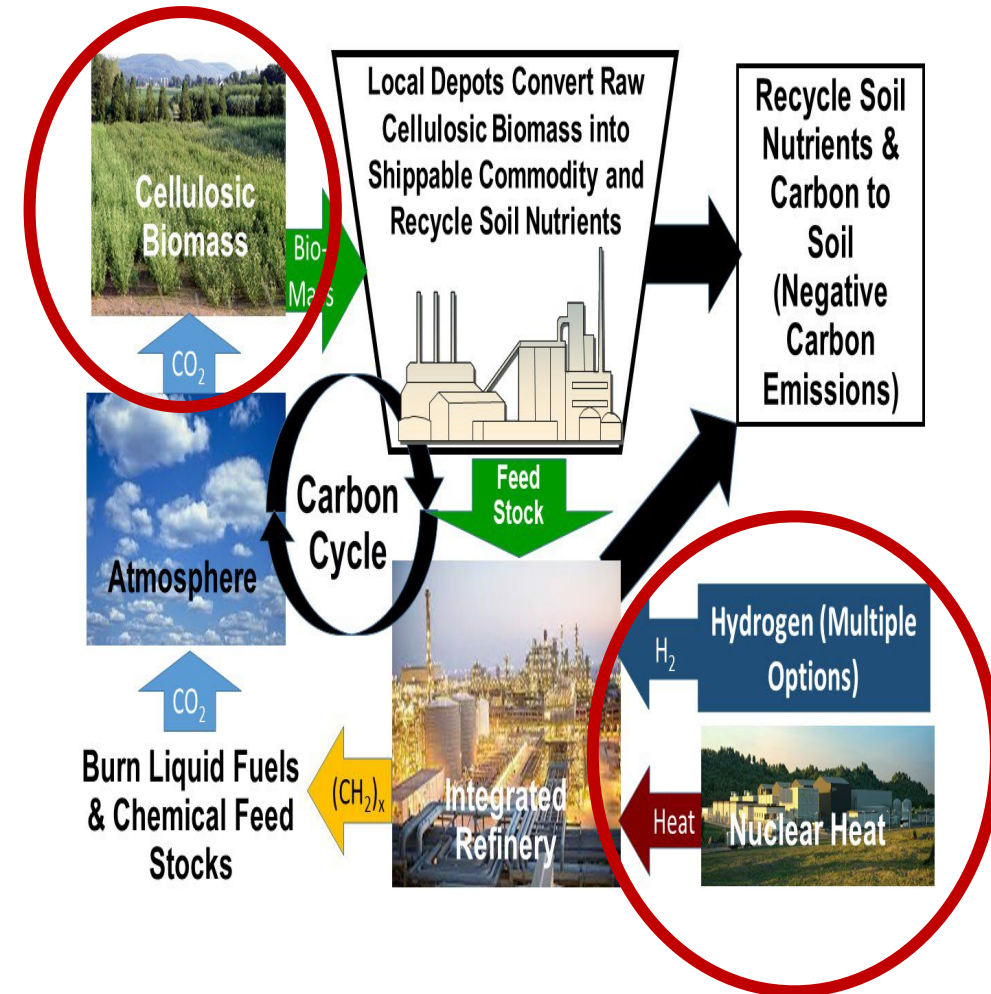 Cellulosic
Biomass
Bio-
Mass
Local Depots Convert Raw
Cellulosic Biomass into
Shippable Commodity and
Recycle Soil Nutrients
Recycle Soil
Nutrients &
Carbon to
Soil
(Negative
Carbon
Emissions)
CO₂
Atmosphere
Carbon
Cycle
Feed
Stock
Hydrogen (Multiple
Options)
H₂
CO₂
Burn Liquid Fuels
& Chemical Feed
Stocks
(CH₂)ₓ
Integrated
Refinery
Heat
Nuclear Heat